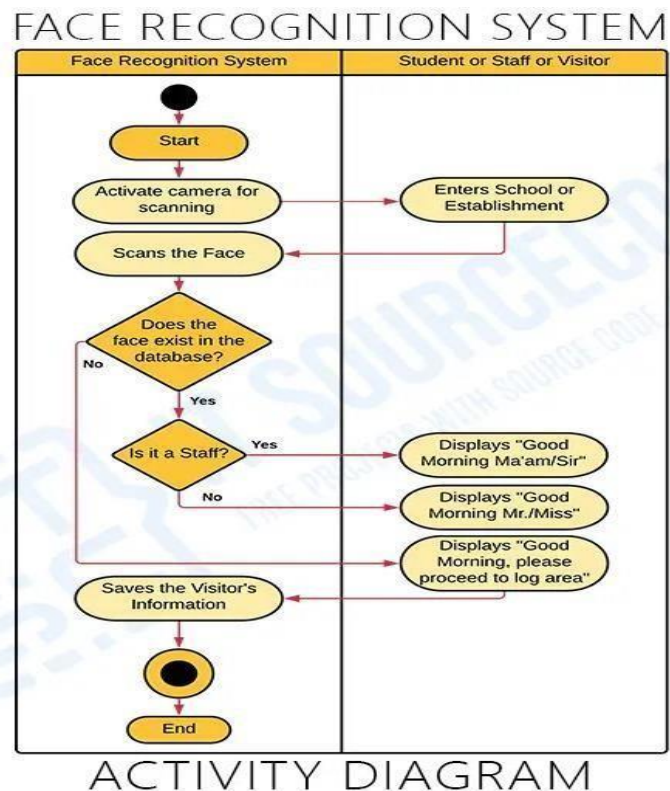 FACE RECOGNITION SYSTEM
Face Recognition System
Student or Staff or Visitor
Start
Activate camera for
scanning
Enters School or
Establishment
Scans the Face
Does the
face exist in the
database?
No
Yes
Is it a Staff?
Yes
Displays "Good
Morning Ma'am/Sir"
No
Displays "Good
Morning Mr./Miss"
Displays "Good
Morning, please
proceed to log area"
Saves the Visitor's
Information
End
ACTIVITY DIAGRAM
WITH SOURCE CODE